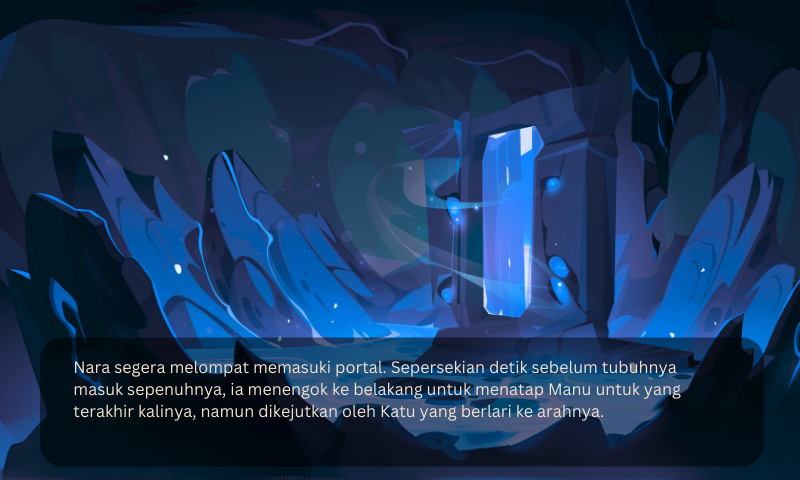 Nara segera melompat memasuki portal. Sepersekian detik sebelum tubuhnya
masuk sepenuhnya, ia menengok ke belakang untuk menatap Manu untuk yang
terakhir kalinya, namun dikejutkan oleh Katu yang berlari ke arahnya.